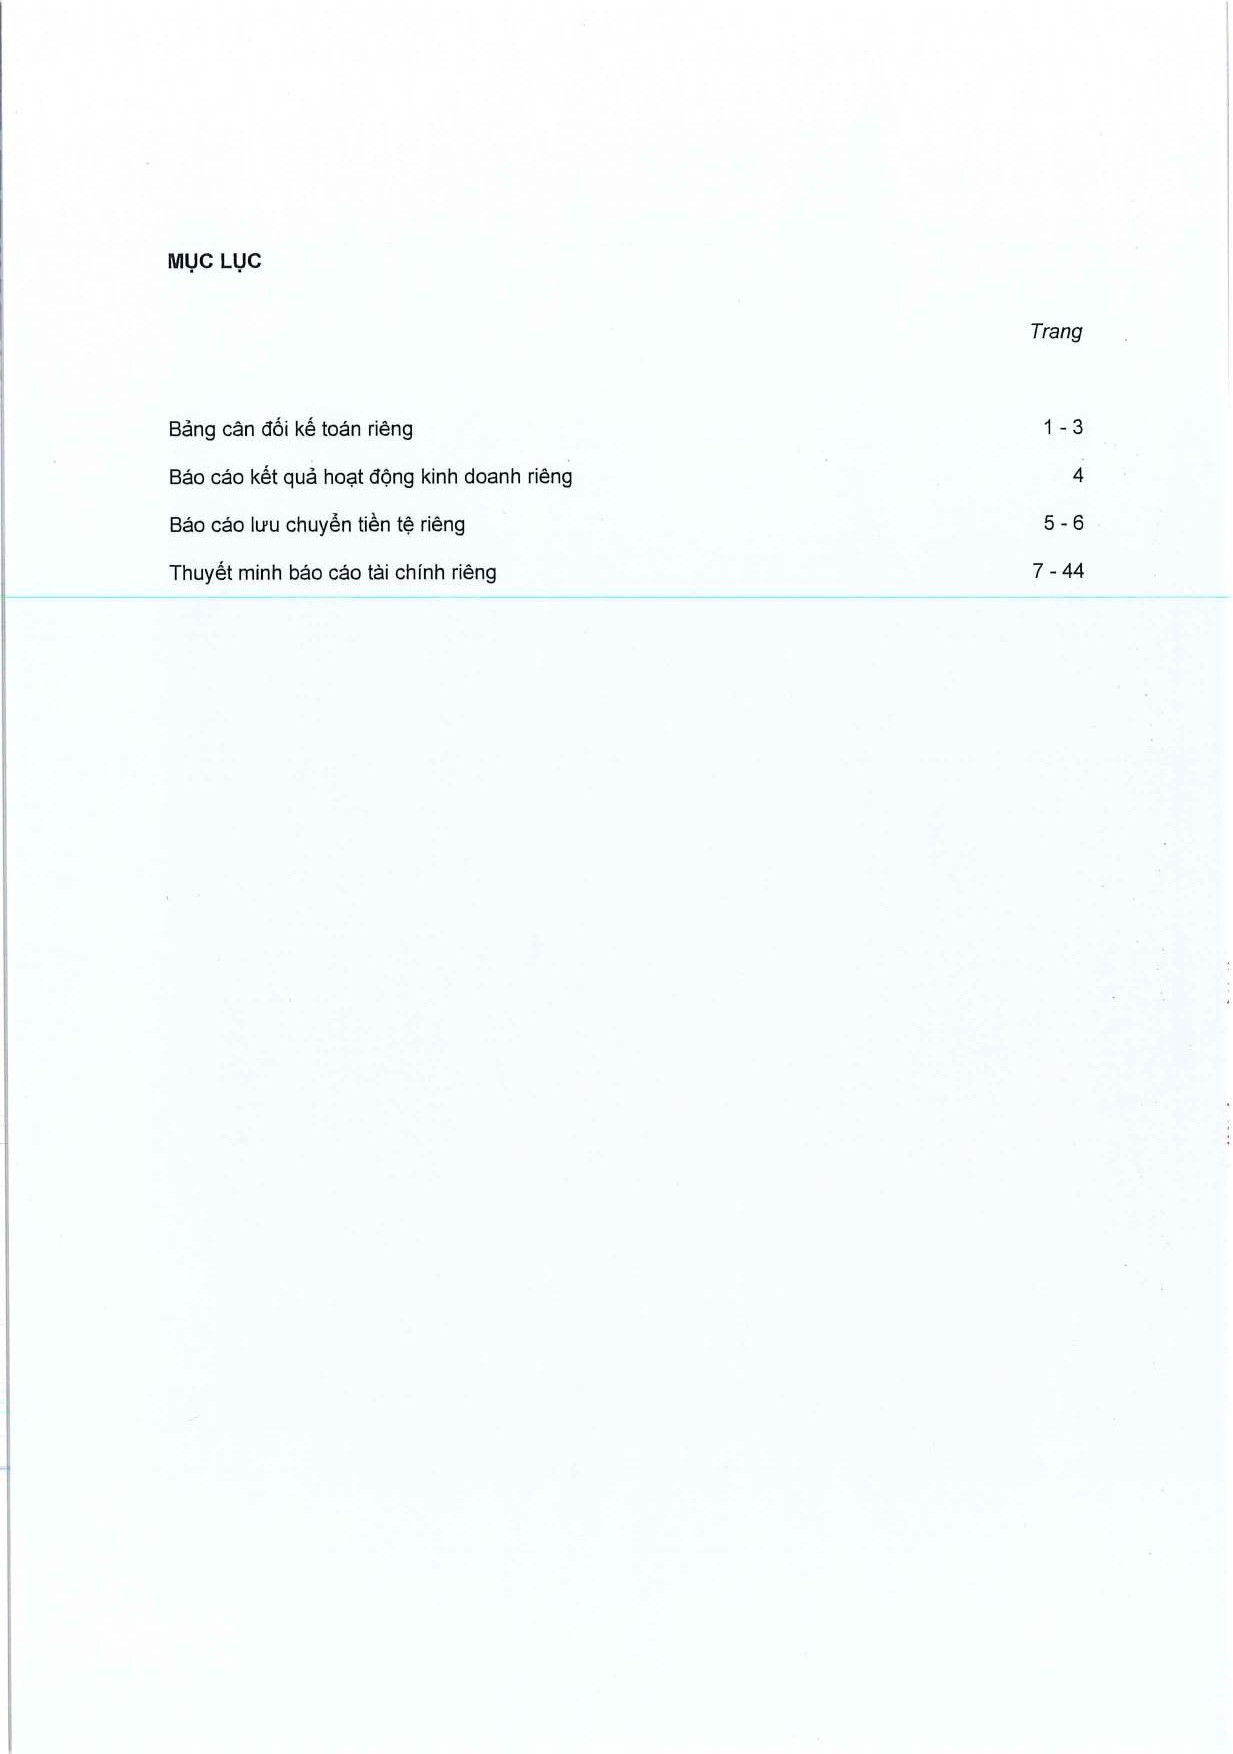 MỤC LỤC
Trang
Bảng cân đối kế toán riêng 1 - 3
Báo cáo kết quả hoạt động kinh doanh riêng 4
Báo cáo lưu chuyển tiền tệ riêng 5 - 6
Thuyết minh báo cáo tài chính riêng 7 - 44